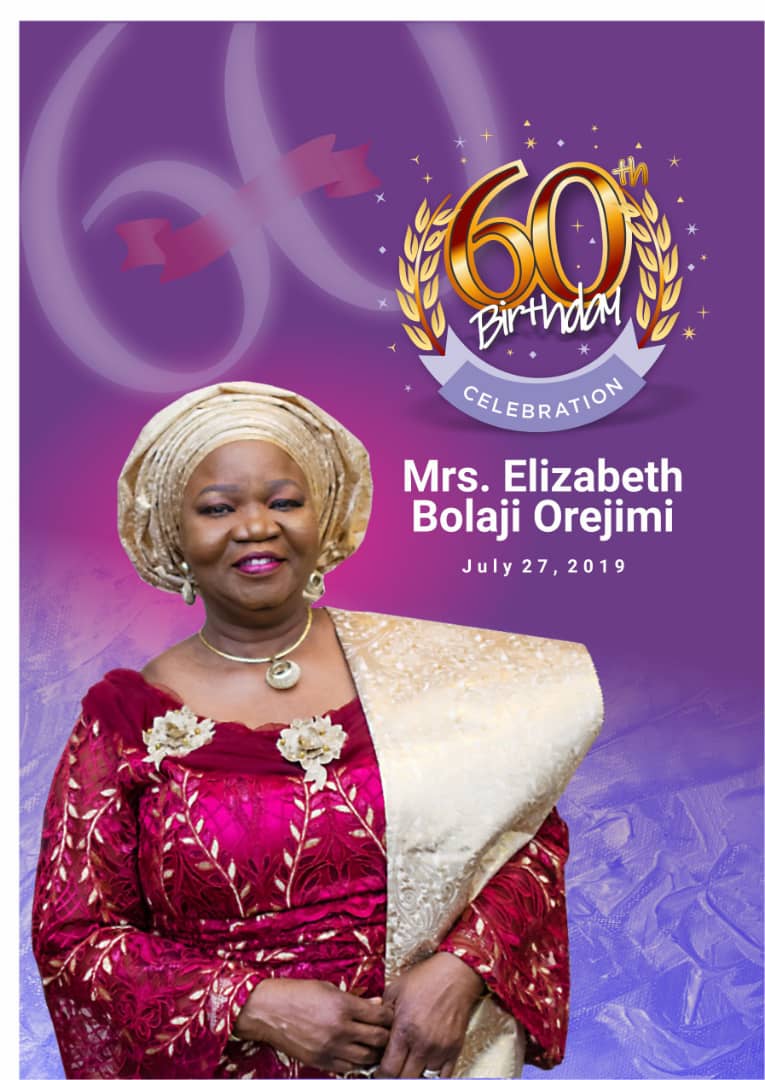 60th
Birthday
CELEBRATION
Mrs. Elizabeth
Bolaji Orejimi
July 27, 2019